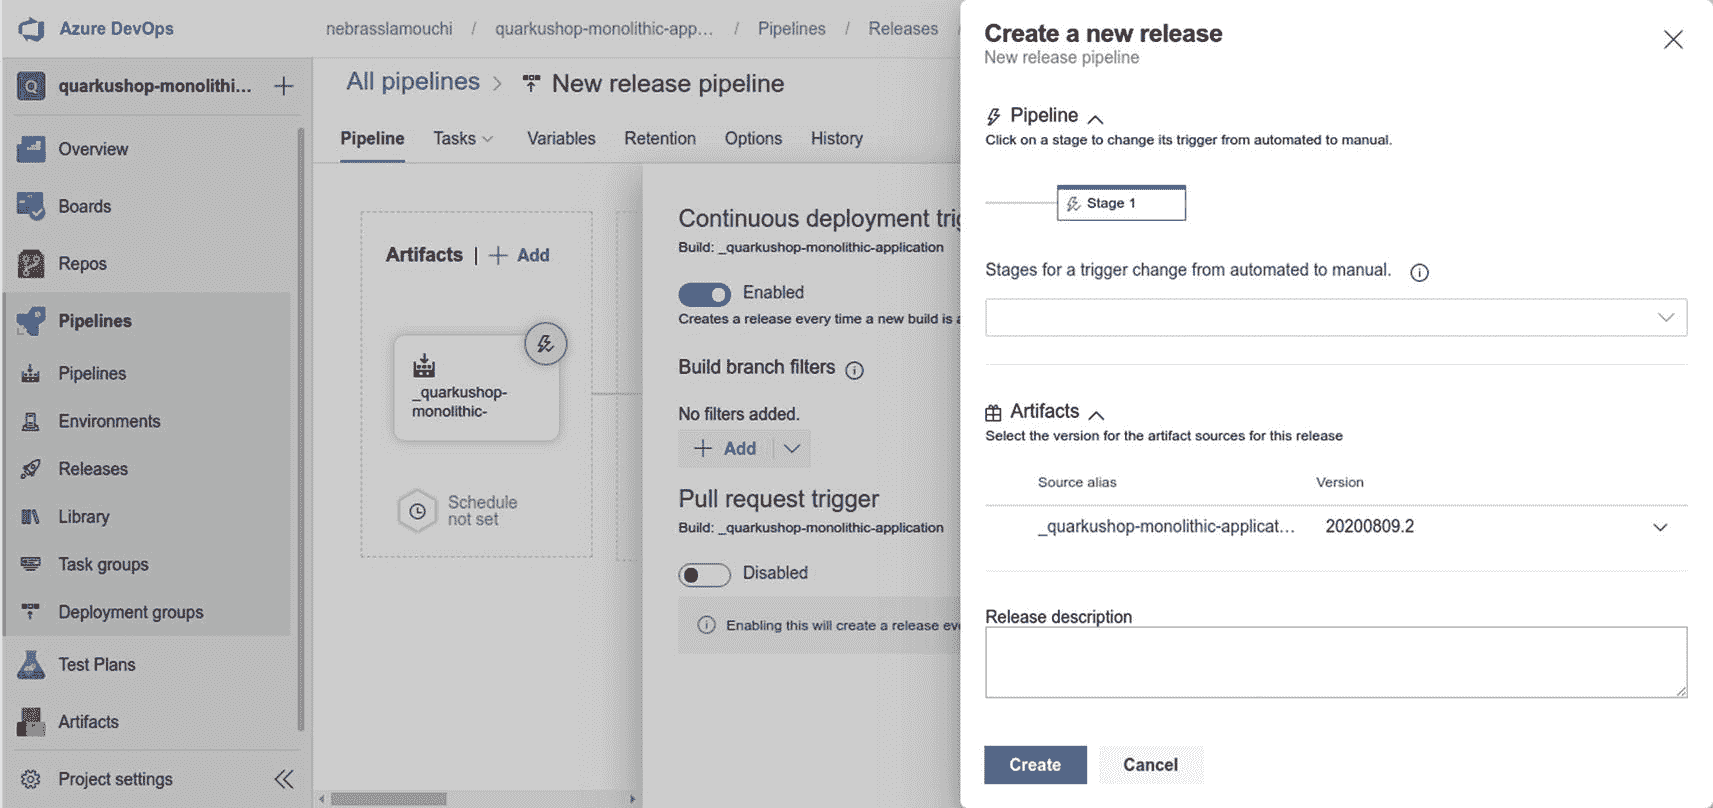 Azure DevOps
nebrasslamouchi / quarkushop-monolithic-app... / Pipelines / Releases /
quarkushop-monolithi... +
Overview
Boards
Repos
Pipelines
Pipelines
Environments
Releases
Library
Task groups
Deployment groups
Test Plans
Artifacts
Project settings
All pipelines > New release pipeline
Pipeline Tasks Variables Retention Options History
Artifacts | + Add
_quarkushop-
monolithic-
Schedule
not set
Continuous deployment trig
Build: _quarkushop-monolithic-application
Enabled
Creates a release every time a new build is a
Build branch filters
No filters added.
+ Add
Pull request trigger
Build: _quarkushop-monolithic-application
Disabled
Enabling this will create a release eve
Create a new release
New release pipeline
Pipeline
Click on a stage to change its trigger from automated to manual.
Stage 1
Stages for a trigger change from automated to manual.
Artifacts
Select the version for the artifact sources for this release
Source alias Version
_quarkushop-monolithic-applicat... 20200809.2
Release description
Create Cancel